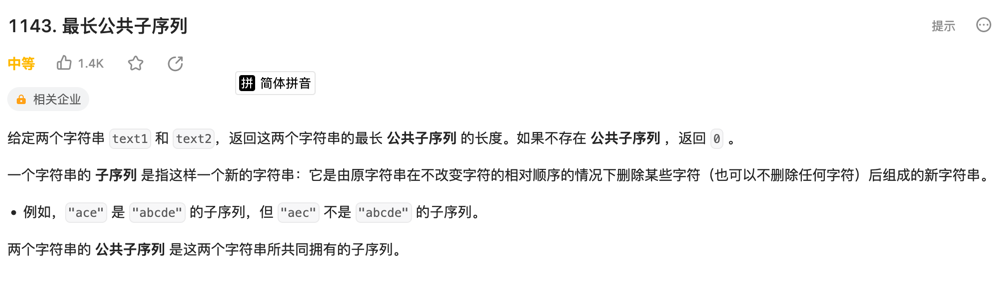 1143. 最长公共子序列
提示
中等 1.4K
拼 简体拼音
相关企业
给定两个字符串 text1 和 text2，返回这两个字符串的最长 公共子序列 的长度。如果不存在 公共子序列 ，返回 0 。
一个字符串的 子序列 是指这样一个新的字符串：它是由原字符串在不改变字符的相对顺序的情况下删除某些字符（也可以不删除任何字符）后组成的新字符串。
• 例如，"ace" 是 "abcde" 的子序列，但 "aec" 不是 "abcde" 的子序列。
两个字符串的 公共子序列 是这两个字符串所共同拥有的子序列。